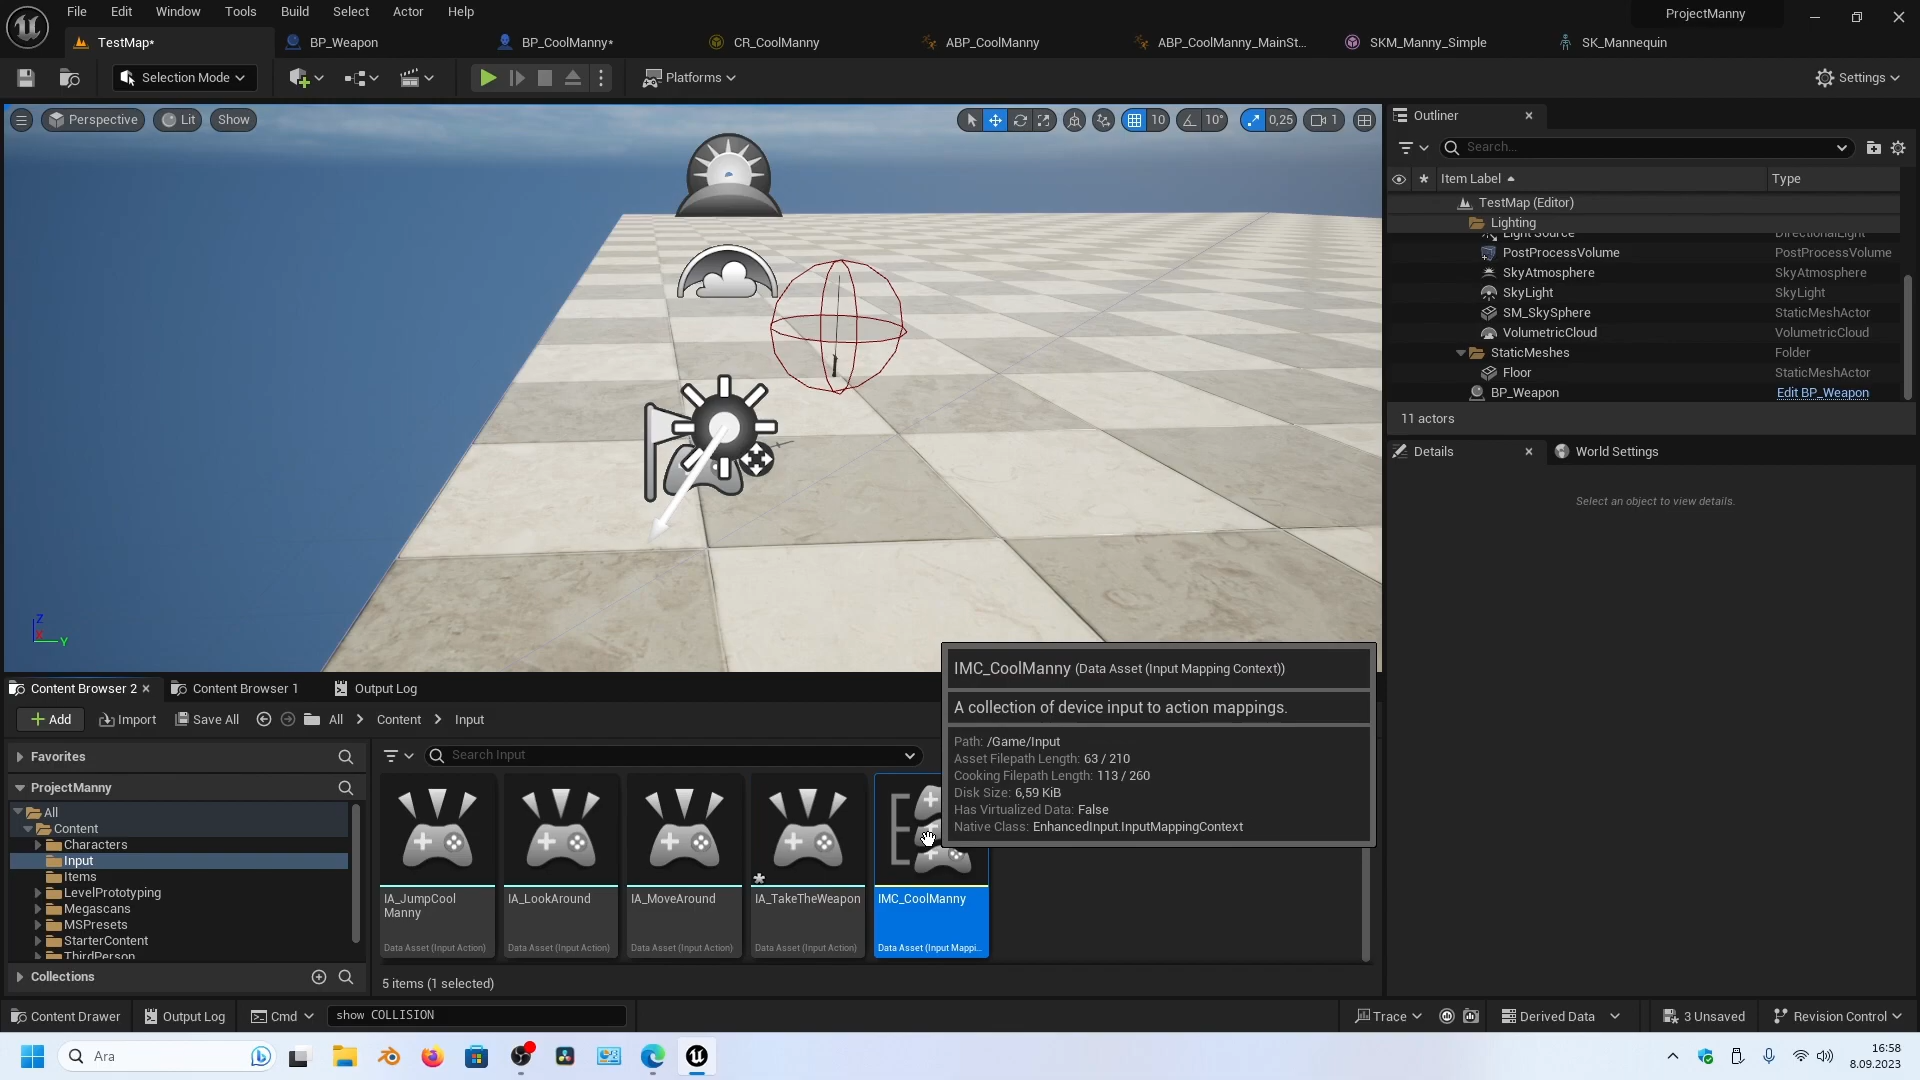 File Edit Window Tools Build Select Actor Help
ProjectManny
TestMap*
BP_Weapon
BP_CoolManny*
CR_CoolManny
ABP_CoolManny
ABP_CoolManny_MainSt...
SKM_Manny_Simple
SK_Mannequin
Selection Mode
Platforms
Settings
Perspective
Lit
Show
10
10°
0,25
1
Outliner
Search...
Item Label
Type
TestMap (Editor)
Lighting
Light Source DirectionalLight
PostProcessVolume PostProcessVolume
SkyAtmosphere SkyAtmosphere
SkyLight SkyLight
SM_SkySphere StaticMeshActor
VolumetricCloud VolumetricCloud
StaticMeshes Folder
Floor StaticMeshActor
BP_Weapon Edit BP_Weapon
11 actors
Details
World Settings
Select an object to view details.
Z
Y
Content Browser 2
Content Browser 1
Output Log
Add
Import
Save All
All
Content
Input
Favorites
ProjectManny
All
Content
Characters
Input
Items
LevelPrototyping
Megascans
MSPresets
StarterContent
ThirdPerson
Collections
Search Input
IA_JumpCool
Manny
Data Asset (Input Action)
IA_LookAround
Data Asset (Input Action)
IA_MoveAround
Data Asset (Input Action)
IA_TakeTheWeapon
Data Asset (Input Action)
IMC_CoolManny
Data Asset (Input Mappi...
5 items (1 selected)
IMC_CoolManny (Data Asset (Input Mapping Context))
A collection of device input to action mappings.
Path: /Game/Input
Asset Filepath Length: 63 / 210
Cooking Filepath Length: 113 / 260
Disk Size: 6,59 KiB
Has Virtualized Data: False
Native Class: EnhancedInput.InputMappingContext
Content Drawer
Output Log
Cmd
show COLLISION
Trace
Derived Data
3 Unsaved
Revision Control
Ara
16:58
8.09.2023